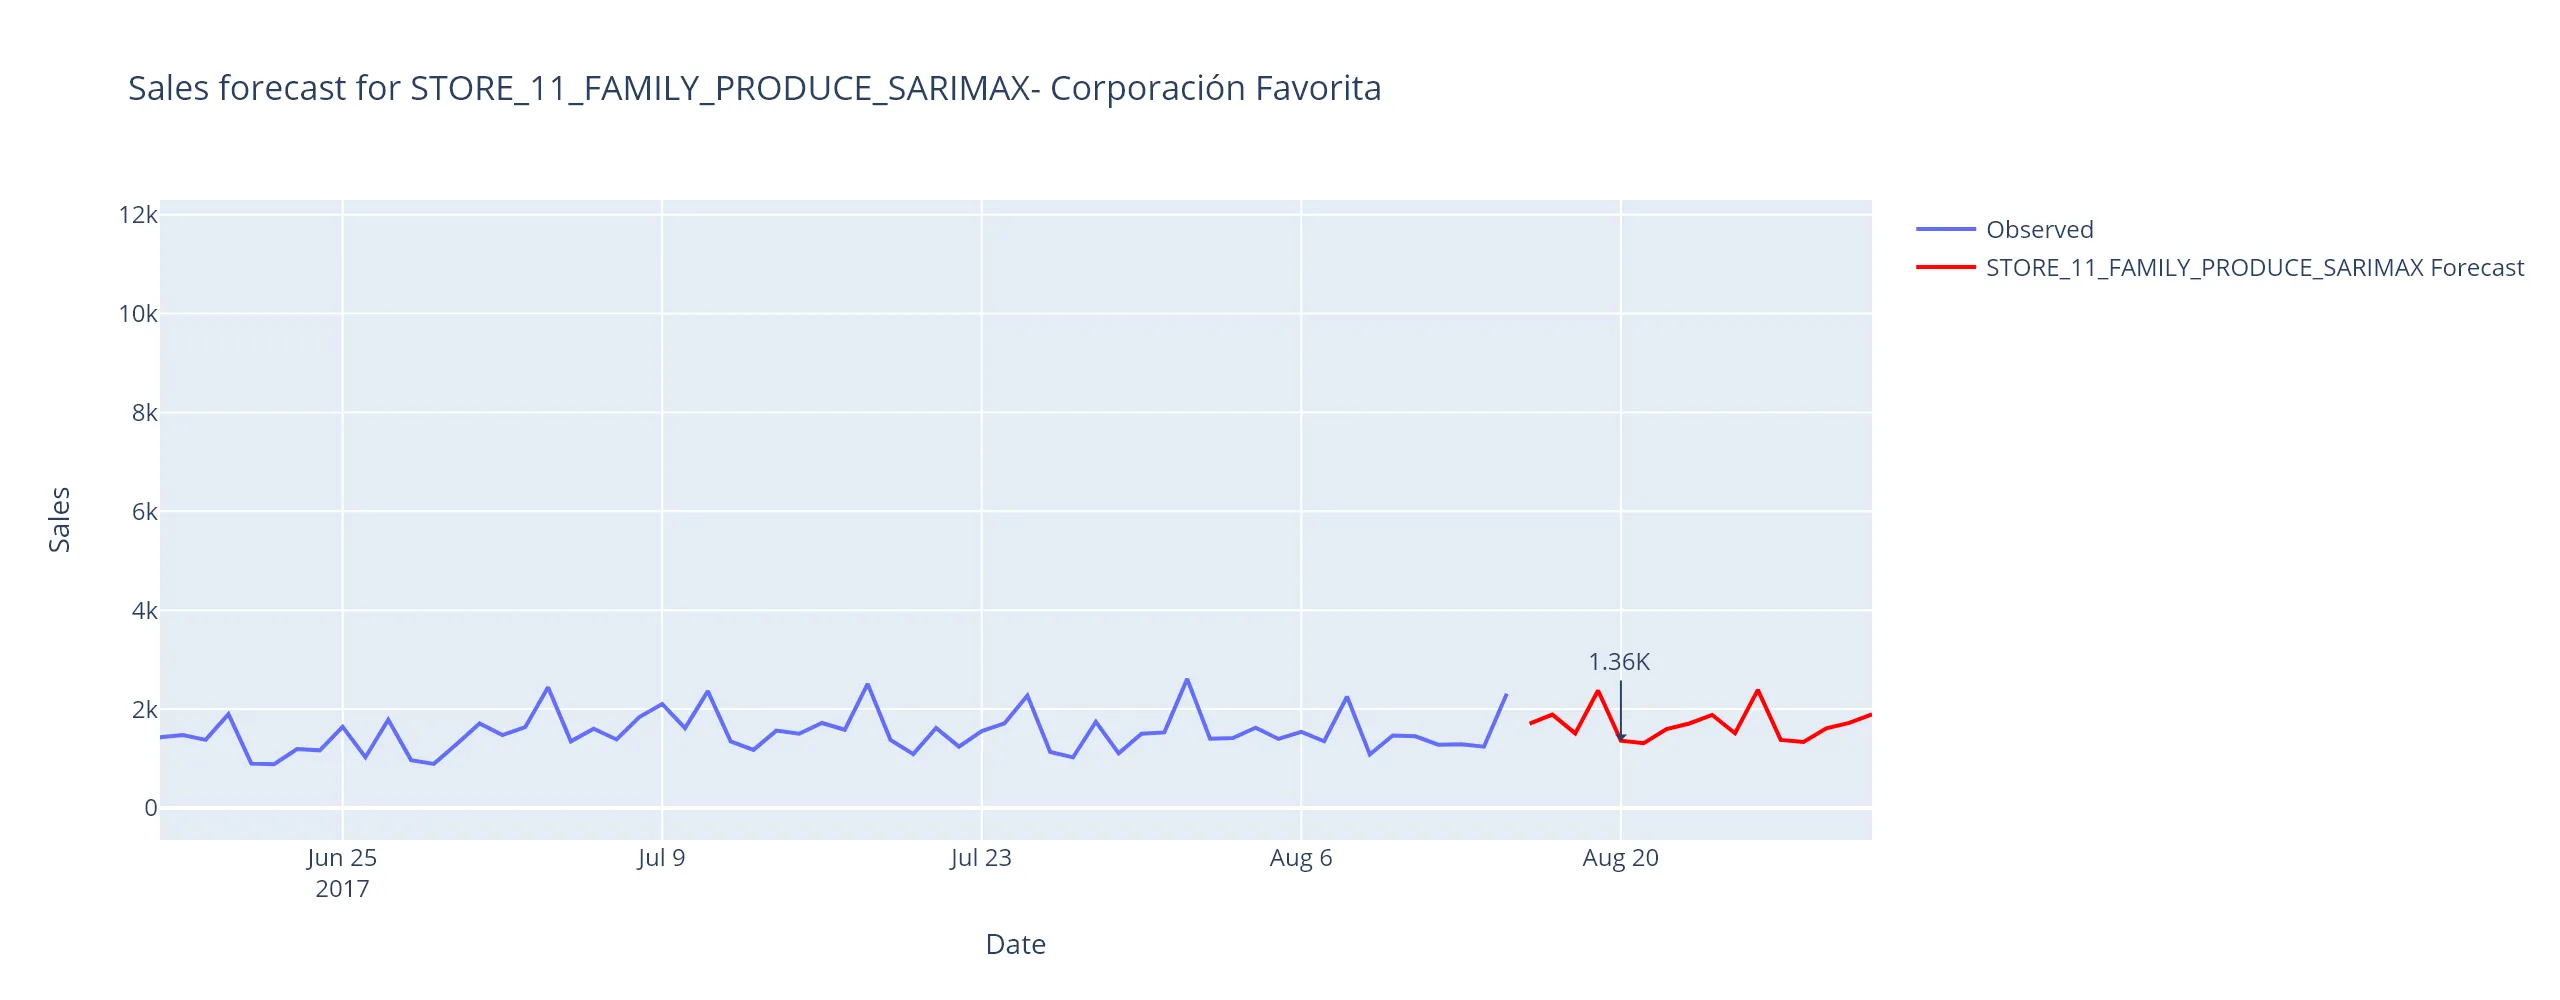 Sales forecast for STORE_11_FAMILY_PRODUCE_SARIMAX- Corporación Favorita
Observed
STORE_11_FAMILY_PRODUCE_SARIMAX Forecast
12k
10k
8k
6k
4k
2k
0
Sales
1.36K
Jun 25
2017
Jul 9
Jul 23
Aug 6
Aug 20
Date